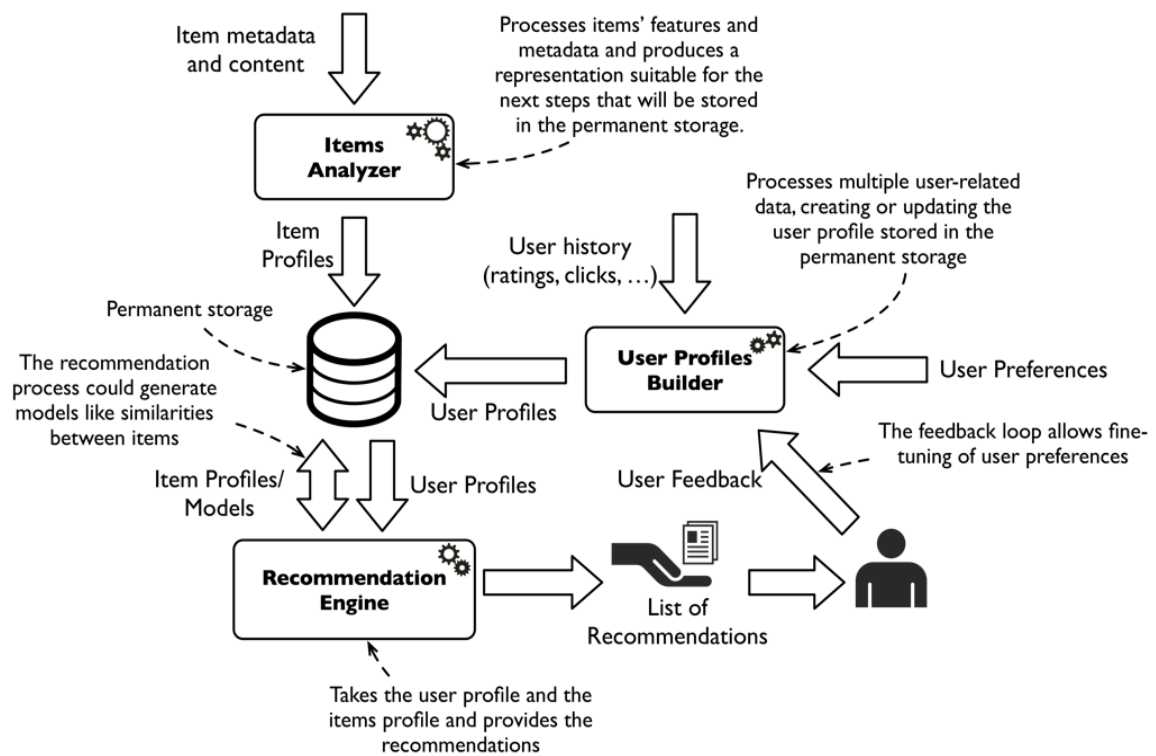 Item metadata
and content
Processes items' features
and metadata and produces a
representation suitable for the
next steps that will be stored
in the permanent storage.
Items
Analyzer
Processes multiple user-related
data, creating or updating the
user profile stored in the
permanent storage
Item
Profiles
User history
(ratings, clicks, …)
Permanent storage
The recommendation
process could generate
models like similarities
between items
User Profiles
Builder
User Profiles
User Preferences
The feedback loop allows fine-
tuning of user preferences
Item Profiles/
Models
User Profiles
User Feedback
Recommendation
Engine
List of
Recommendations
Takes the user profile and the
items profile and provides the
recommendations